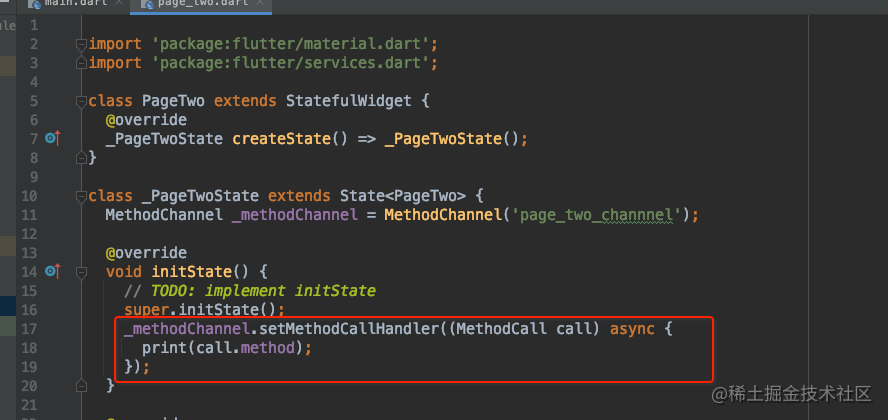 main.dart page_two.dart
1
2 import 'package:flutter/material.dart';
3 import 'package:flutter/services.dart';
4
5 class PageTwo extends StatefulWidget {
6 @override
7 _PageTwoState createState() => _PageTwoState();
8 }
9
10 class _PageTwoState extends State<PageTwo> {
11 MethodChannel _methodChannel = MethodChannel('page_two_channnel');
12
13 @override
14 void initState() {
15 // TODO: implement initState
16 super.initState();
17 _methodChannel.setMethodCallHandler((MethodCall call) async {
18 print(call.method);
19 });
20 }
21
@稀土掘金技术社区